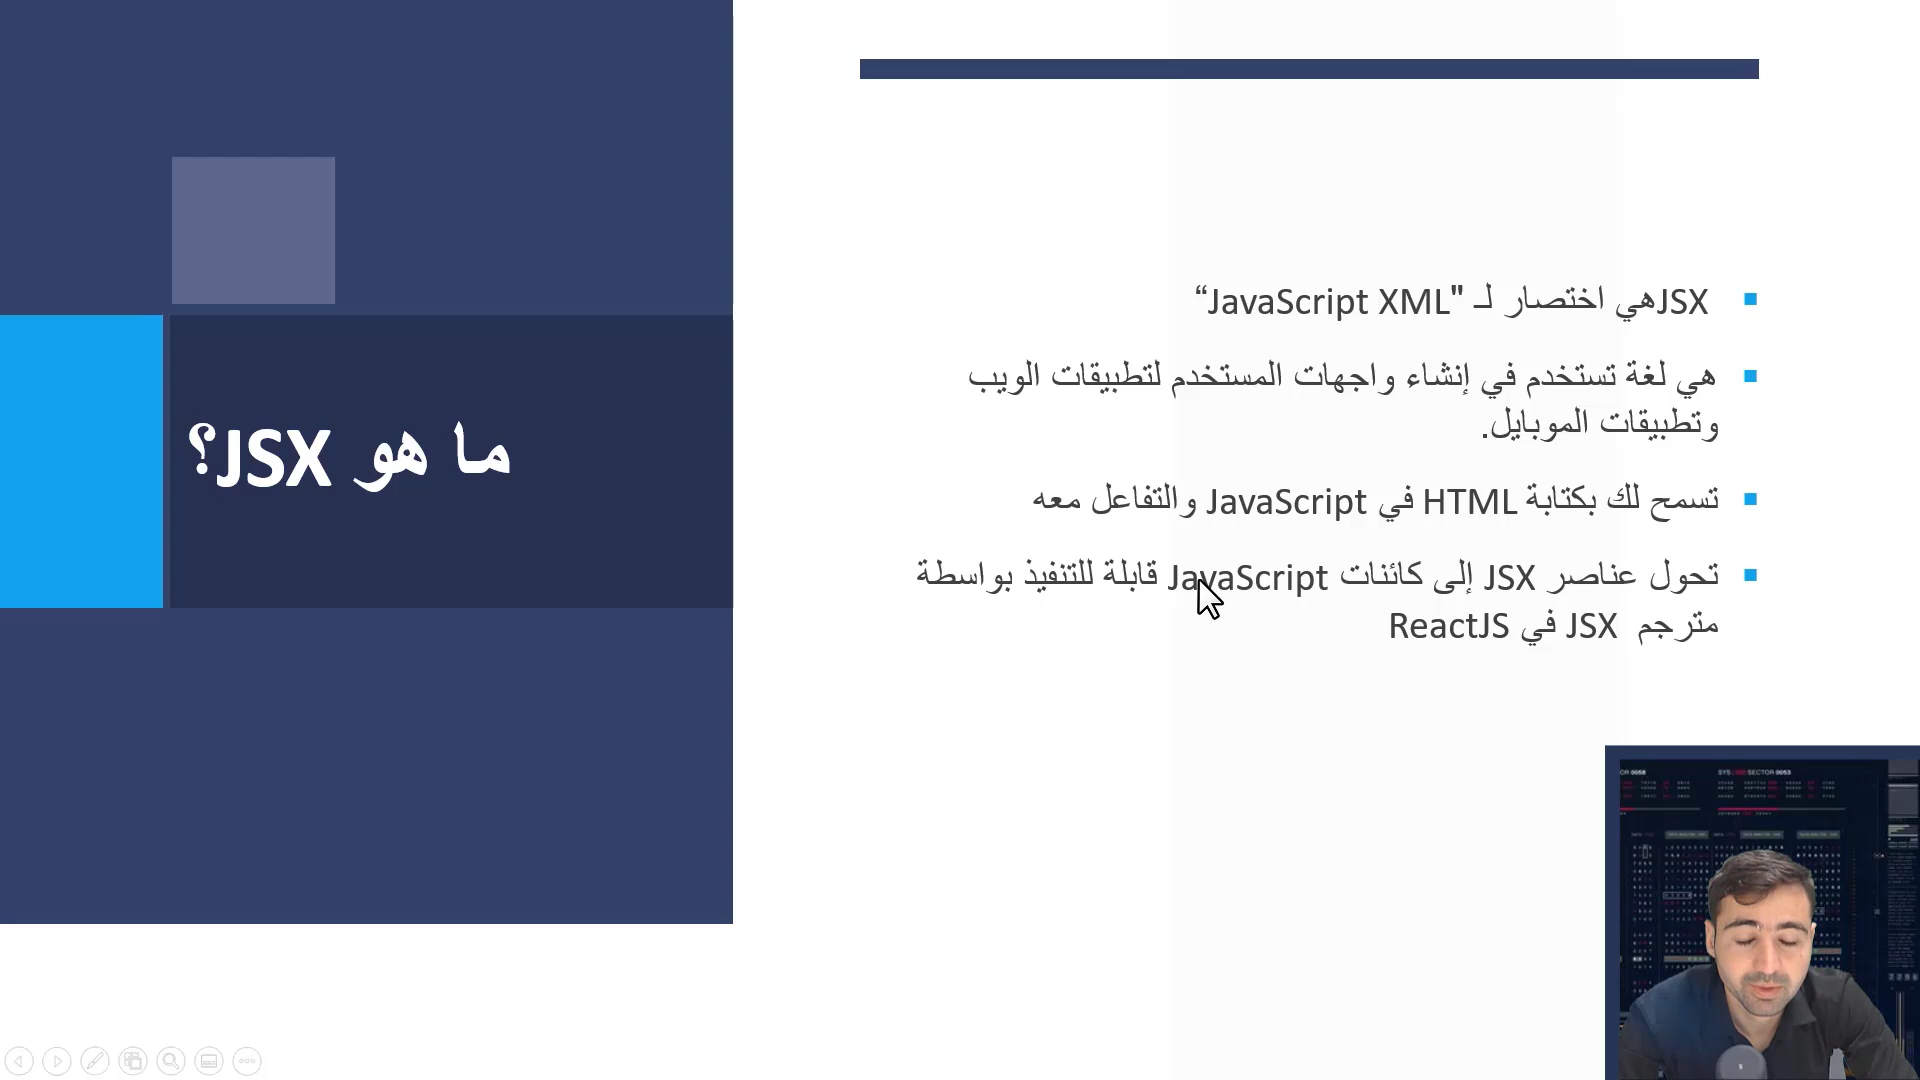 ما هو JSX؟
JSXهي اختصار لـ "JavaScript XML“
هي لغة تستخدم في إنشاء واجهات المستخدم لتطبيقات الويب
وتطبيقات الموبايل.
تسمح لك بكتابة HTML في JavaScript والتفاعل معه
تحول عناصر JSX إلى كائنات JavaScript قابلة للتنفيذ بواسطة
مترجم JSX في ReactJS